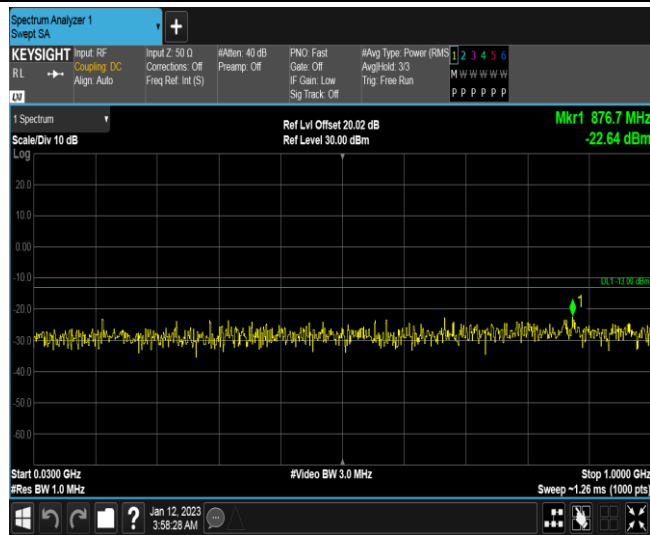 Spectrum Analyzer 1
Swept SA
+
KEYSIGHT
RL
Input: RF
Coupling: DC
Align: Auto
Input Z: 50 Ω
Corrections: Off
Freq Ref: Int (S)
#Atten: 40 dB
Preamp: Off
PNO: Fast
Gate: Off
IF Gain: Low
Sig Track: Off
#Avg Type: Power (RMS
Avg|Hold: 3/3
Trig: Free Run
1 2 3 4 5 6
M W W W W W
P P P P P P
1 Spectrum
Scale/Div 10 dB
Log
Ref Lvl Offset 20.02 dB
Ref Level 30.00 dBm
Mkr1 876.7 MHz
-22.64 dBm
20.0
10.0
0.00
-10.0
DL1 -13.00 dBm
1
-20.0
-30.0
-40.0
-50.0
-60.0
Start 0.0300 GHz
#Res BW 1.0 MHz
#Video BW 3.0 MHz
Stop 1.0000 GHz
Sweep ~1.26 ms (1000 pts)
?
Jan 12, 2023
3:58:28 AM